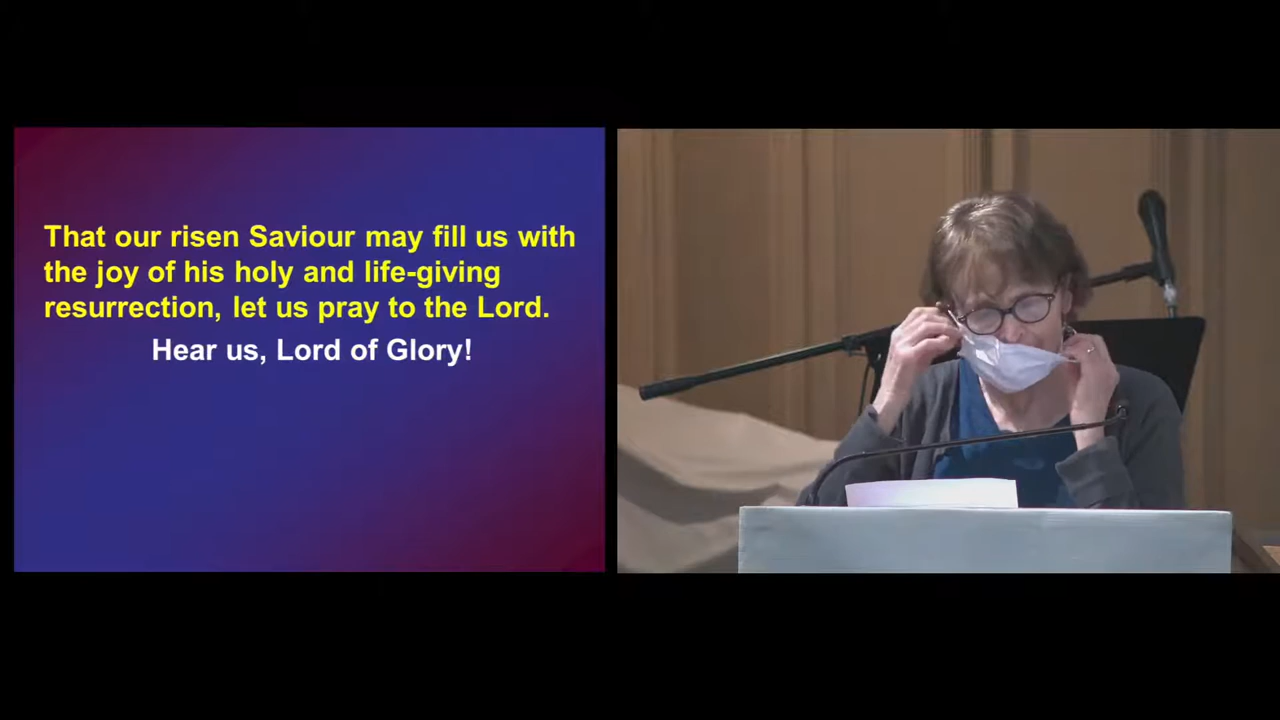 That our risen Saviour may fill us with
the joy of his holy and life-giving
resurrection, let us pray to the Lord.
Hear us, Lord of Glory!